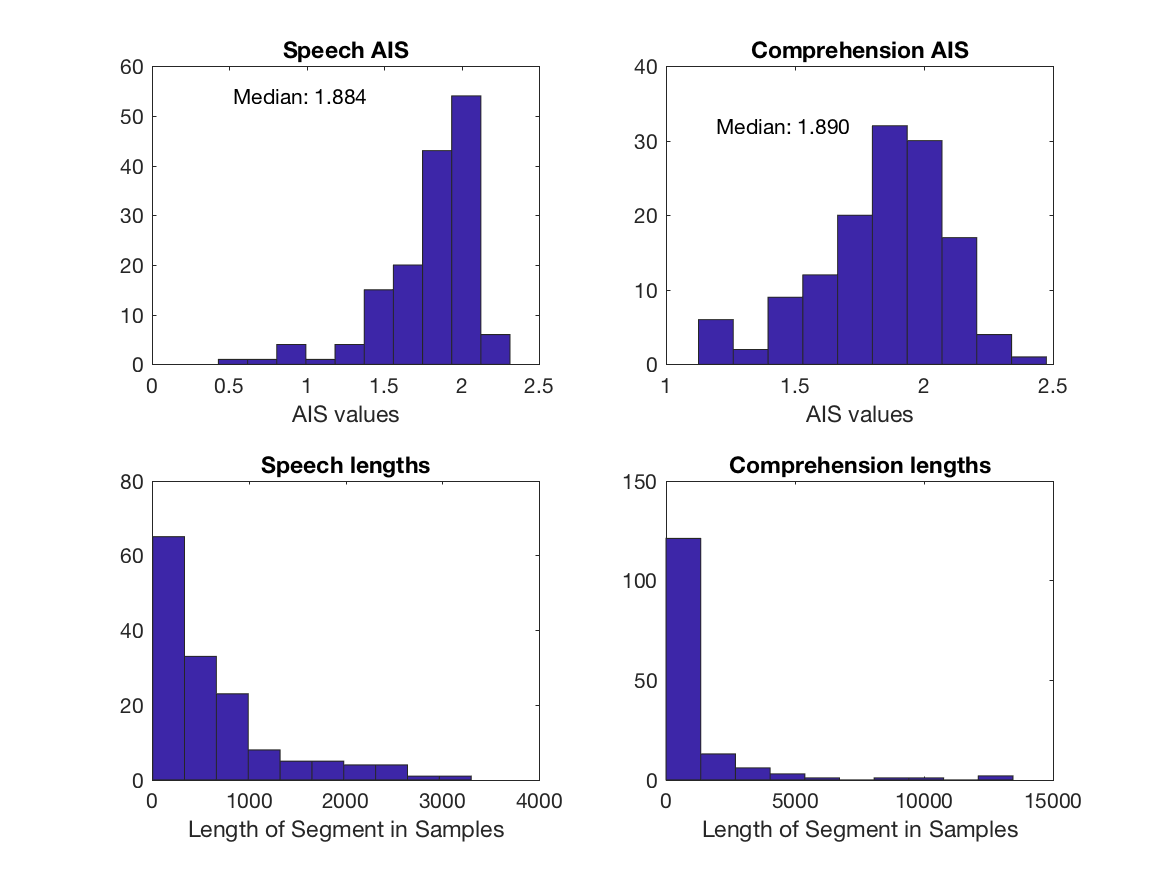 Speech AIS
60
50
40
30
20
10
0
Median: 1.884
0 0.5 1 1.5 2 2.5
AIS values
Comprehension AIS
40
30
20
10
0
Median: 1.890
1 1.5 2 2.5
AIS values
Speech lengths
80
60
40
20
0
0 1000 2000 3000 4000
Length of Segment in Samples
Comprehension lengths
150
100
50
0
0 5000 10000 15000
Length of Segment in Samples